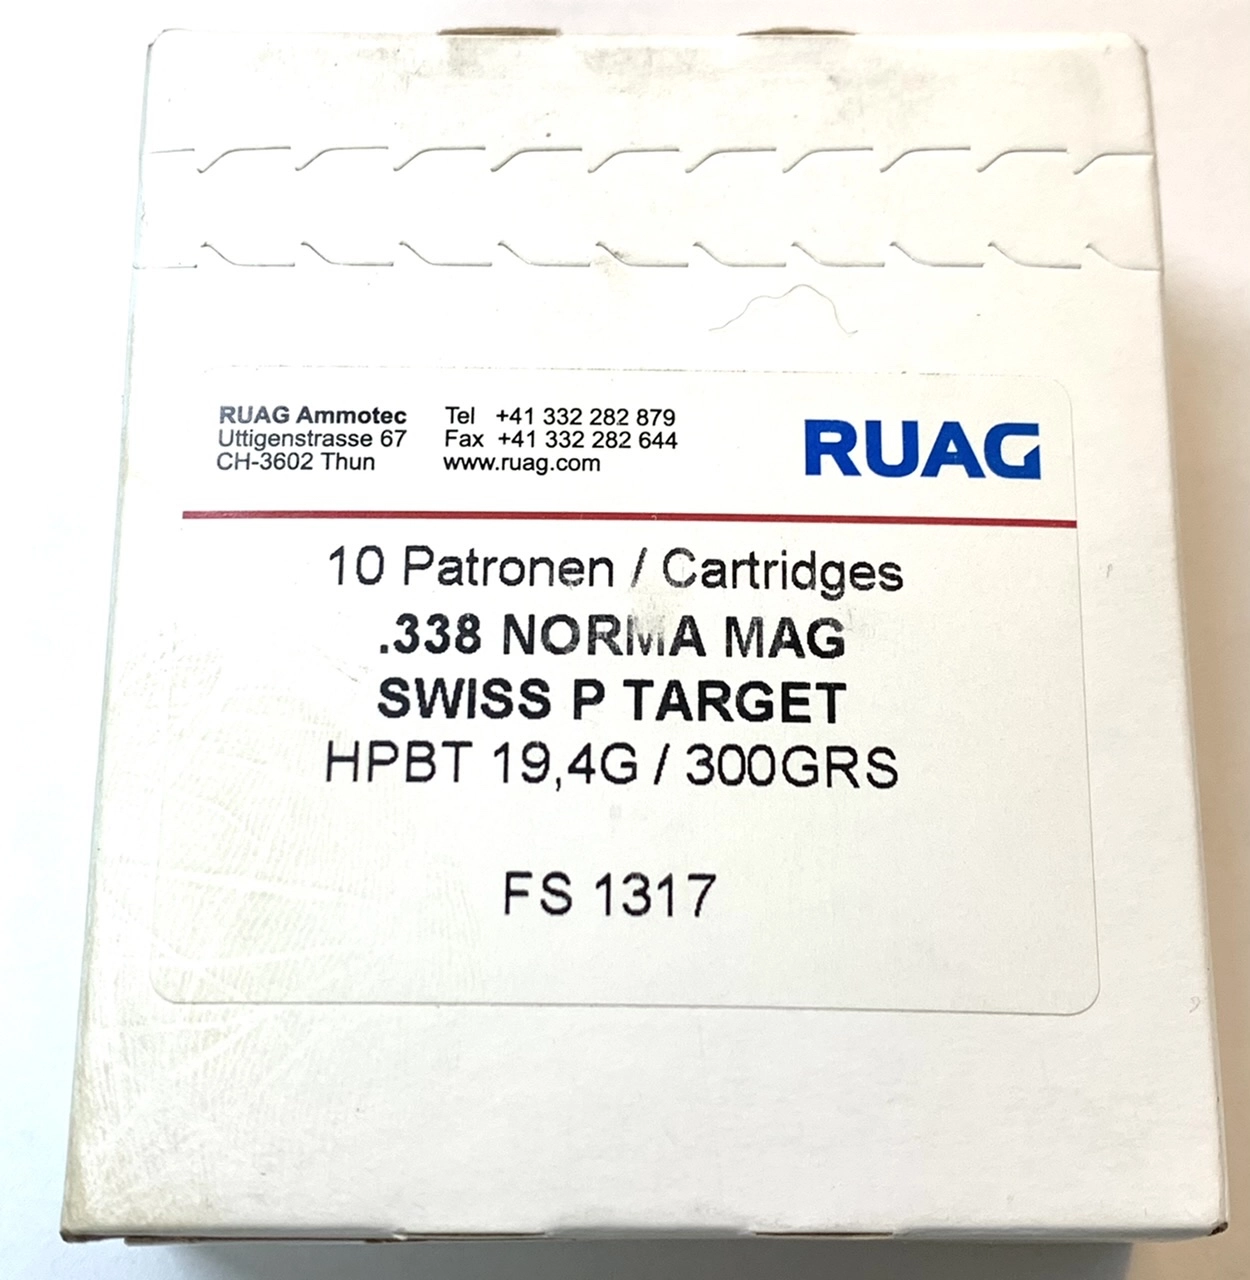 RUAG Ammotec
Uttigenstrasse 67
CH-3602 Thun
Tel +41 332 282 879
Fax +41 332 282 644
www.ruag.com
RUAG
10 Patronen / Cartridges
.338 NORMA MAG
SWISS P TARGET
HPBT 19,4G / 300GRS
FS 1317